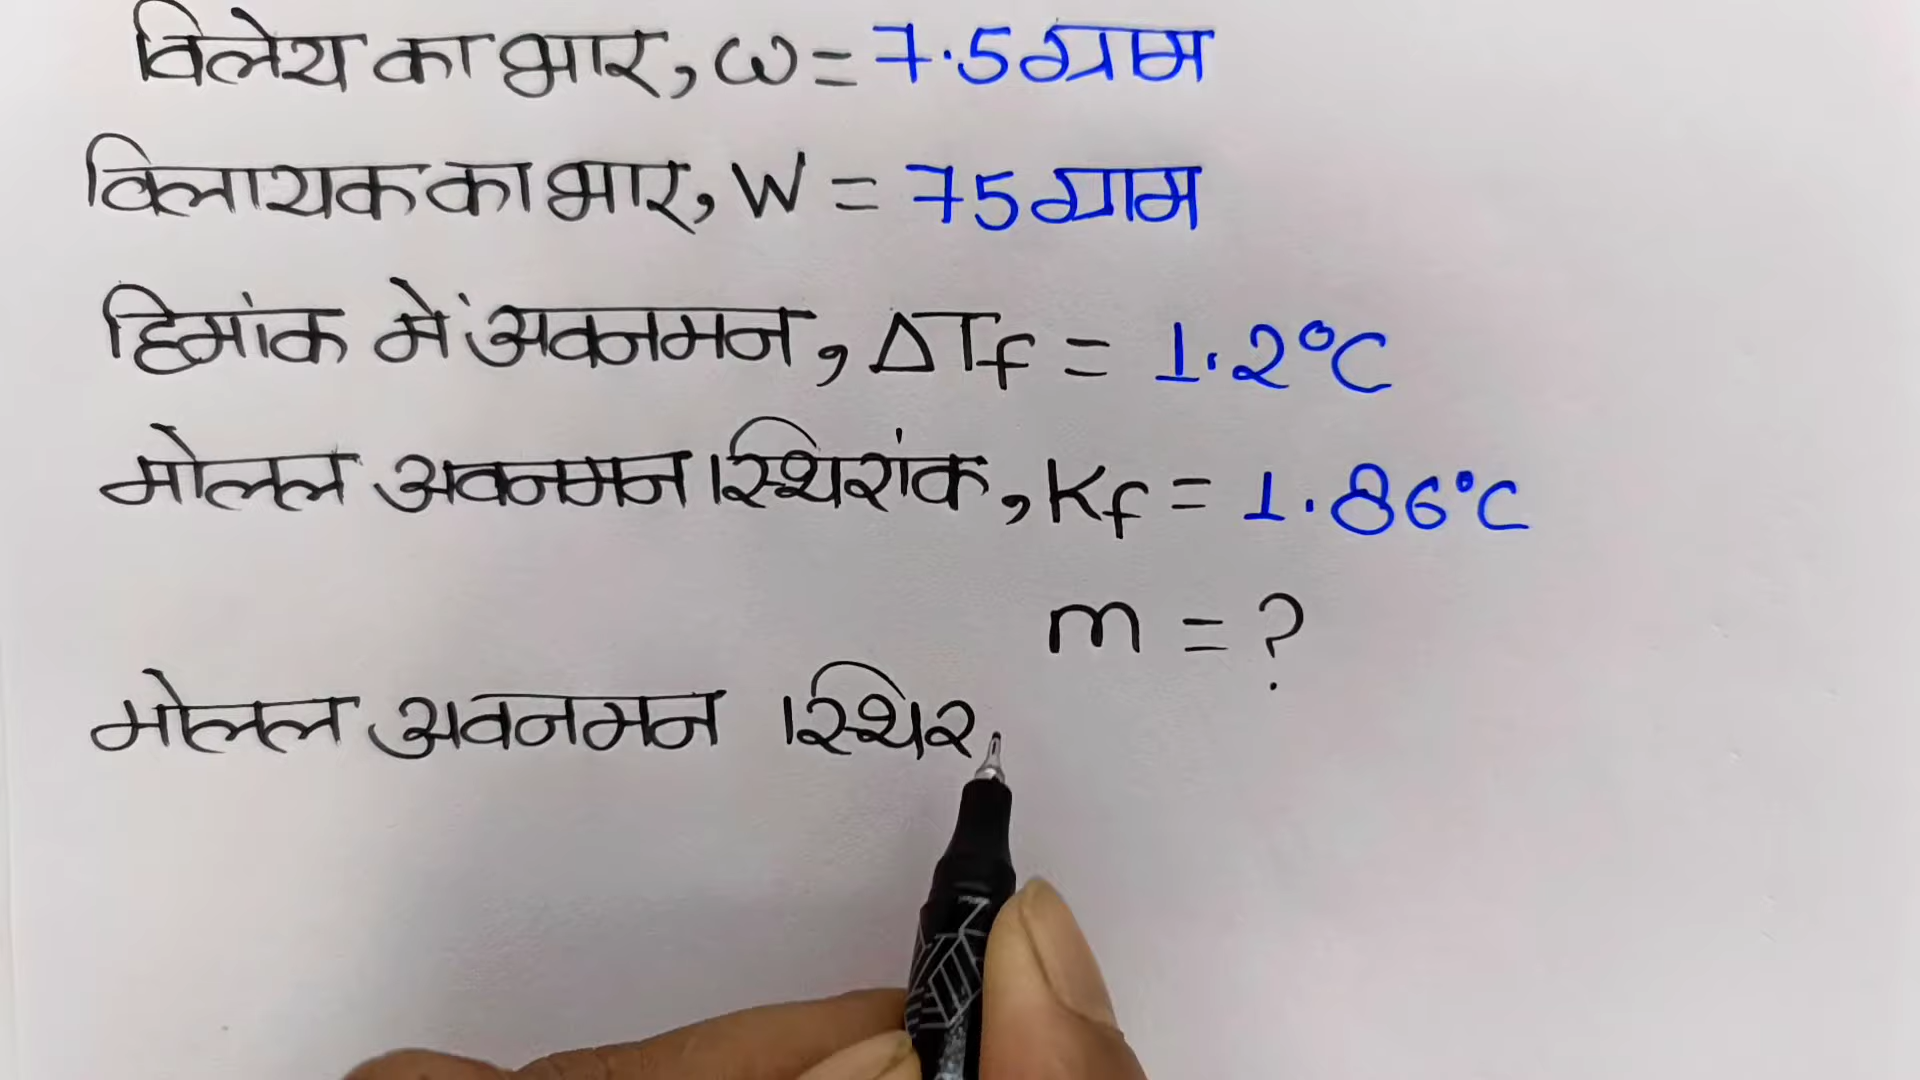 विलेय का भार, w = 7.5 ग्राम
विलायक का भार, W = 75 ग्राम
हिमांक में अवनमन, ΔTf = 1.2°C
मोलल अवनमन स्थिरांक, Kf = 1.86°C
m = ?
मोलल अवनमन स्थिर